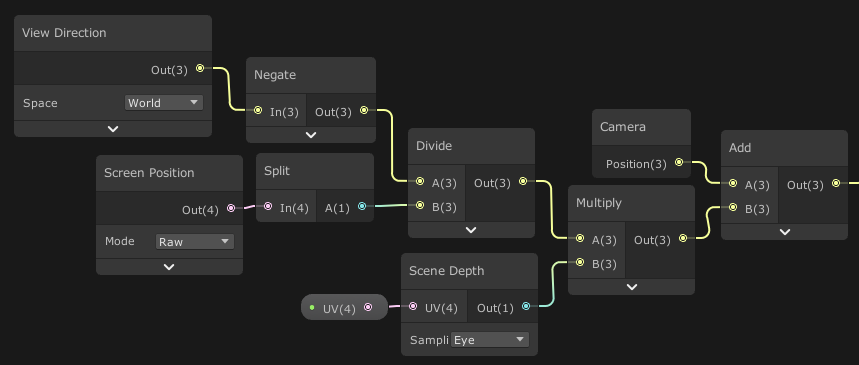 View Direction
Out(3)
Space World
Negate
In(3) Out(3)
Screen Position
Out(4)
Mode Raw
Split
In(4) A(1)
Divide
A(3) Out(3)
B(3)
Camera
Position(3)
Add
A(3) Out(3)
B(3)
Multiply
A(3) Out(3)
B(3)
Scene Depth
UV(4)
UV(4) Out(1)
Sampli Eye